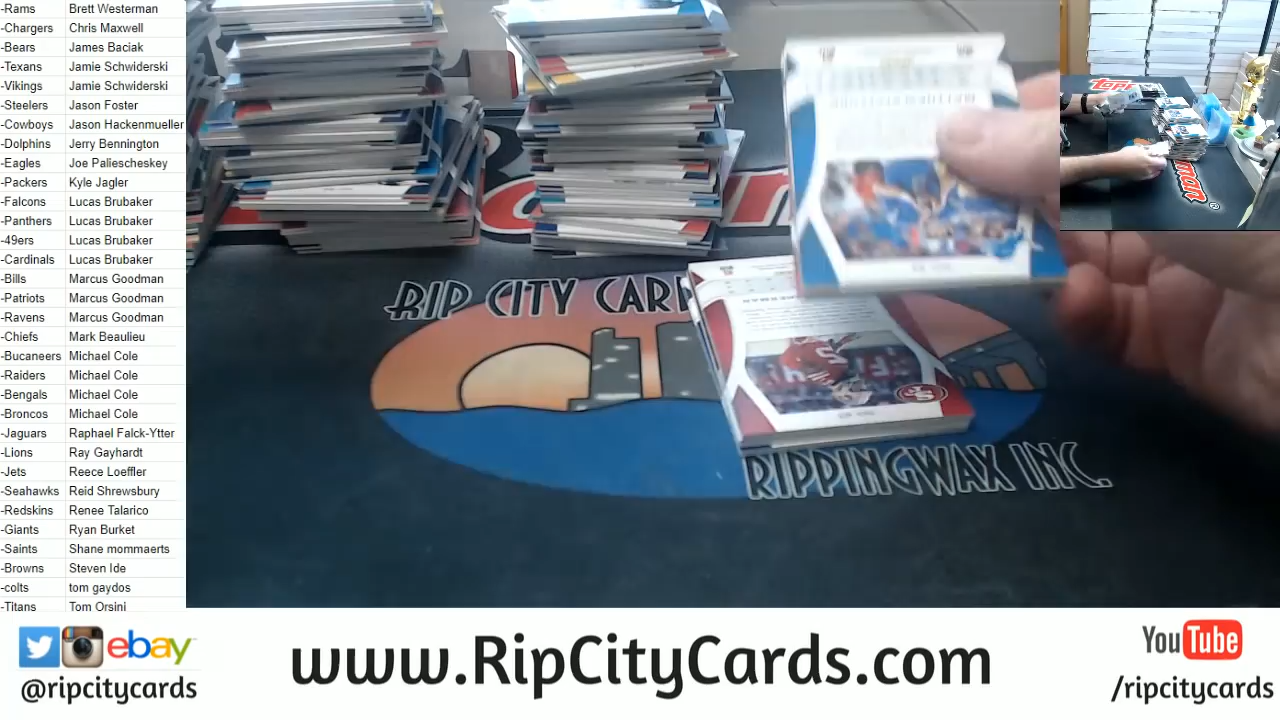 -Rams Brett Westerman
-Chargers Chris Maxwell
-Bears James Baciak
-Texans Jamie Schwiderski
-Vikings Jamie Schwiderski
-Steelers Jason Foster
-Cowboys Jason Hackenmueller
-Dolphins Jerry Bennington
-Eagles Joe Paliescheskey
-Packers Kyle Jagler
-Falcons Lucas Brubaker
-Panthers Lucas Brubaker
-49ers Lucas Brubaker
-Cardinals Lucas Brubaker
-Bills Marcus Goodman
-Patriots Marcus Goodman
-Ravens Marcus Goodman
-Chiefs Mark Beaulieu
-Bucaneers Michael Cole
-Raiders Michael Cole
-Bengals Michael Cole
-Broncos Michael Cole
-Jaguars Raphael Falck-Ytter
-Lions Ray Gayhardt
-Jets Reece Loeffler
-Seahawks Reid Shrewsbury
-Redskins Renee Talarico
-Giants Ryan Burket
-Saints Shane mommaerts
-Browns Steven Ide
-colts tom gaydos
-Titans Tom Orsini
RIP CITY CAR
RIPPINGWAX INC.
ebay
@ripcitycards
www.RipCityCards.com
YouTube
/ripcitycards